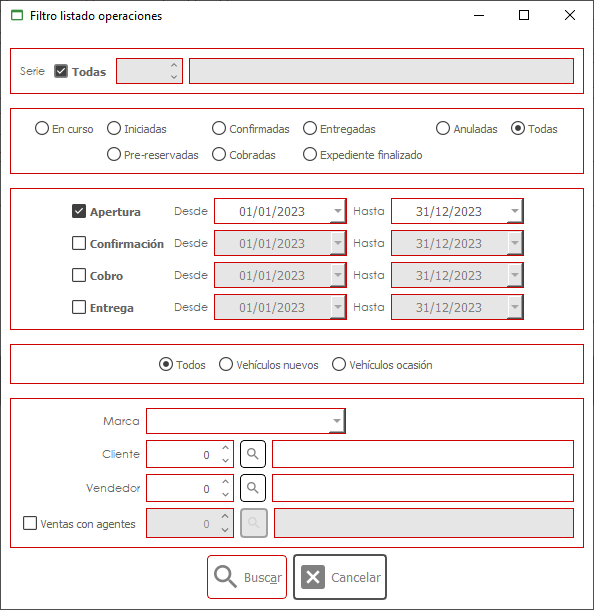 Filtro listado operaciones
Serie Todas
En curso Iniciadas Confirmadas Entregadas Anuladas Todas
Pre-reservadas Cobradas Expediente finalizado
Apertura Desde 01/01/2023 Hasta 31/12/2023
Confirmación Desde 01/01/2023 Hasta 31/12/2023
Cobro Desde 01/01/2023 Hasta 31/12/2023
Entrega Desde 01/01/2023 Hasta 31/12/2023
Todos Vehículos nuevos Vehículos ocasión
Marca
Cliente 0
Vendedor 0
Ventas con agentes 0
Buscar Cancelar